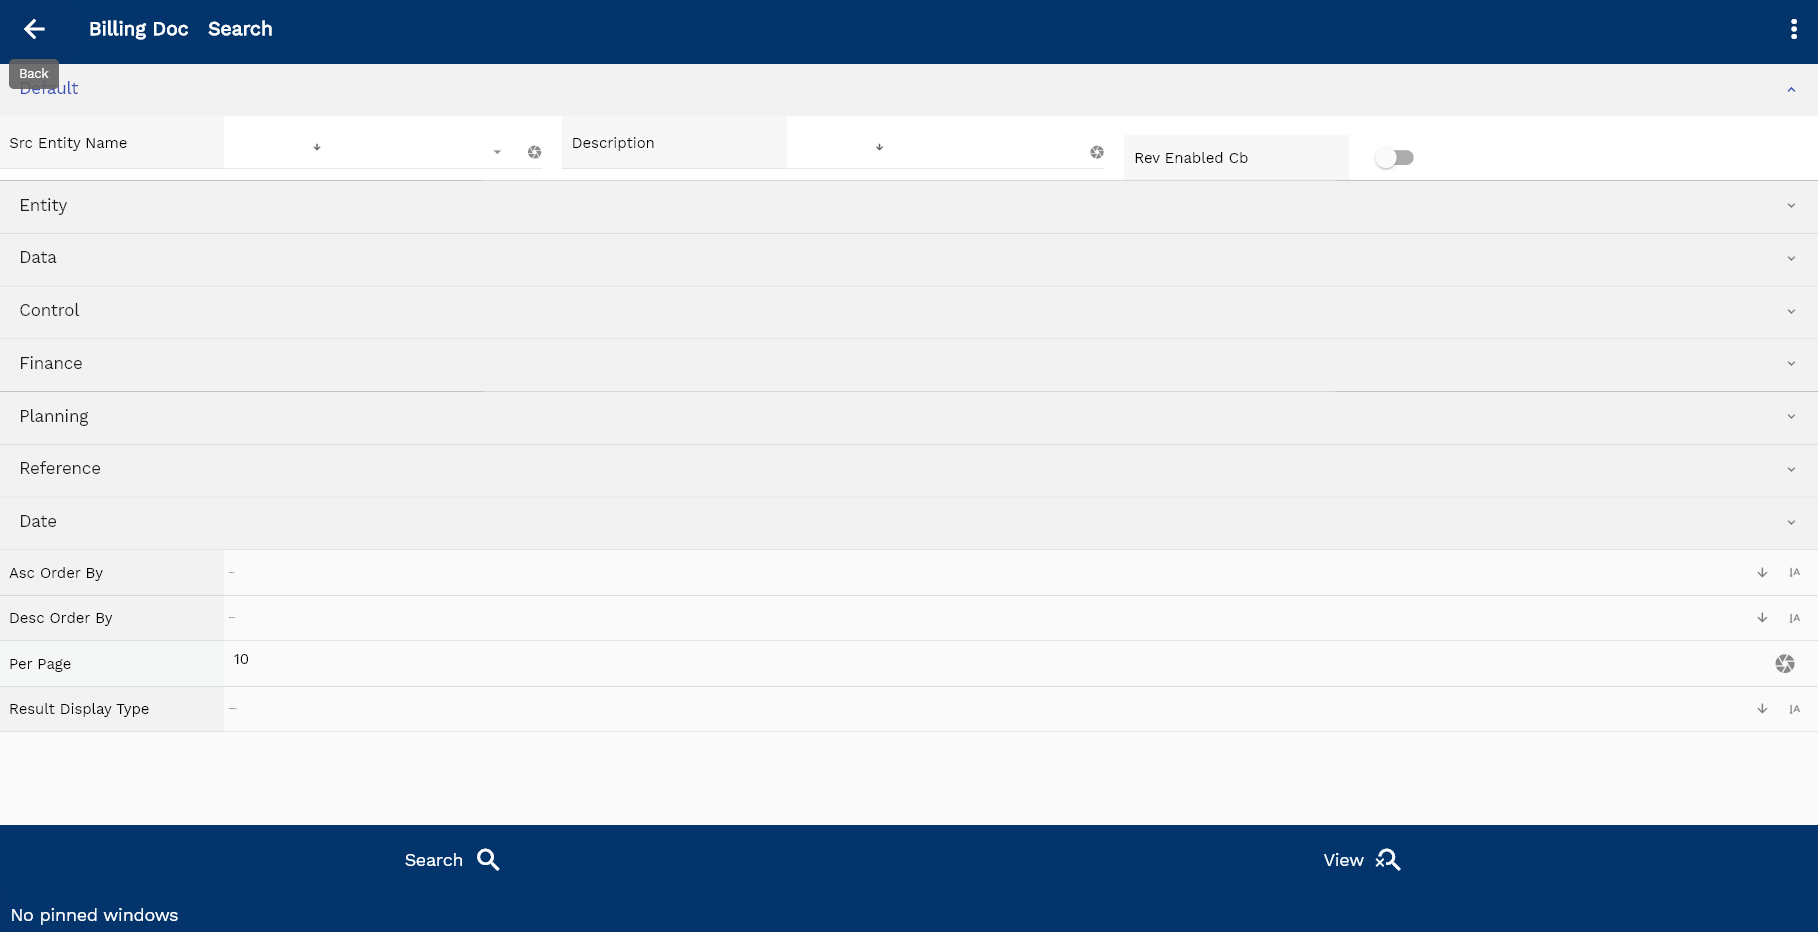 Billing Doc Search
Back
Default
Src Entity Name
Description
Rev Enabled Cb
Entity
Data
Control
Finance
Planning
Reference
Date
Asc Order By
Desc Order By
Per Page 10
Result Display Type
Search
View
No pinned windows